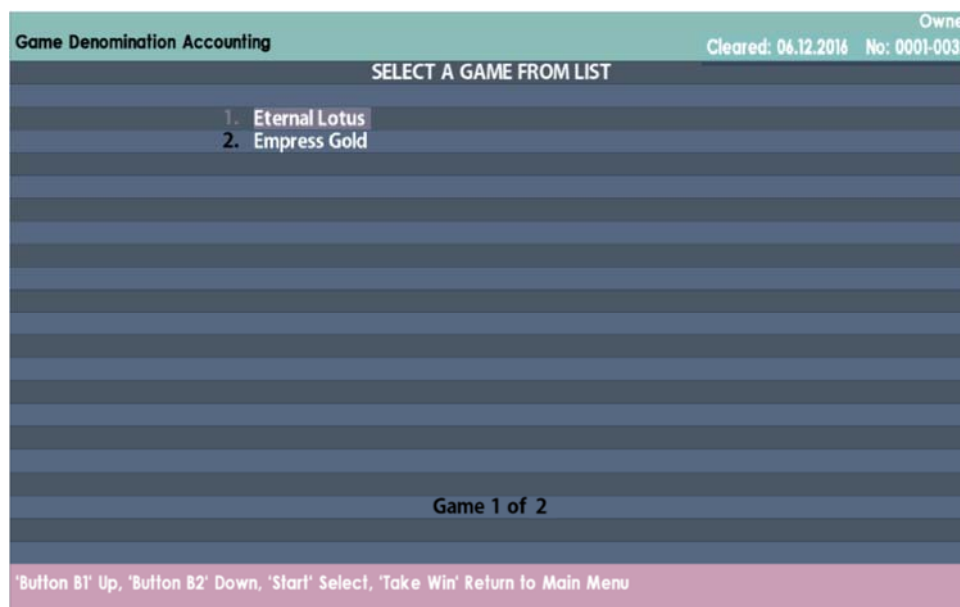 Owne
Game Denomination Accounting
Cleared: 06.12.2016 No: 0001-003
SELECT A GAME FROM LIST
1. Eternal Lotus
2. Empress Gold
Game 1 of 2
'Button B1' Up, 'Button B2' Down, 'Start' Select, 'Take Win' Return to Main Menu